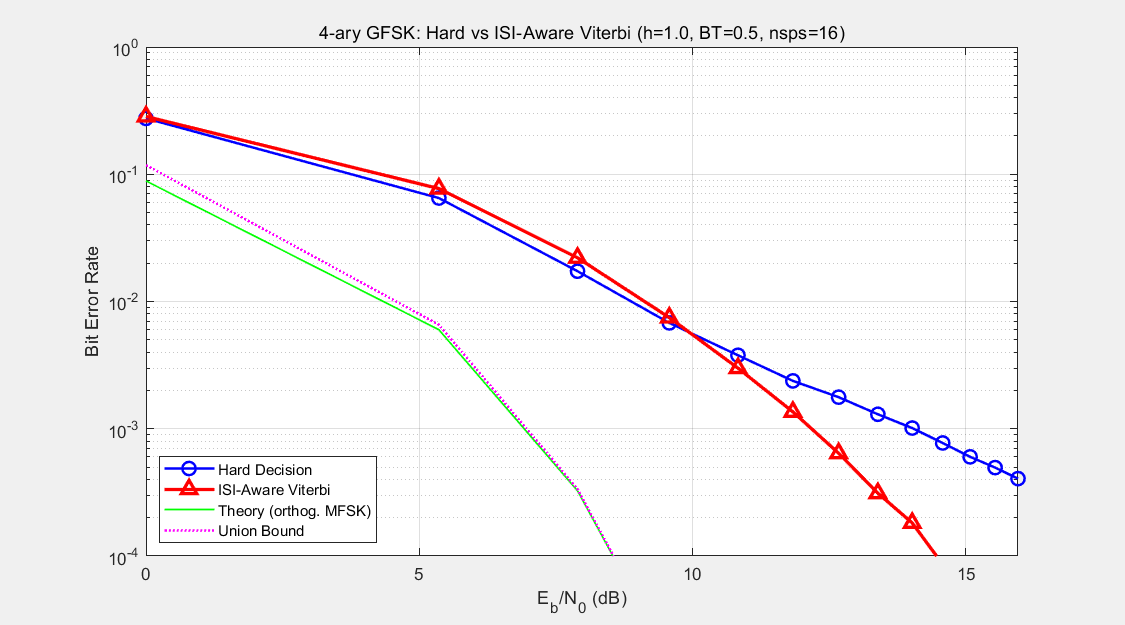 4-ary GFSK: Hard vs ISI-Aware Viterbi (h=1.0, BT=0.5, nsps=16)
10^0
10^-1
10^-2
10^-3
10^-4
Bit Error Rate
Hard Decision
ISI-Aware Viterbi
Theory (orthog. MFSK)
Union Bound
0 5 10 15
E_b/N_0 (dB)